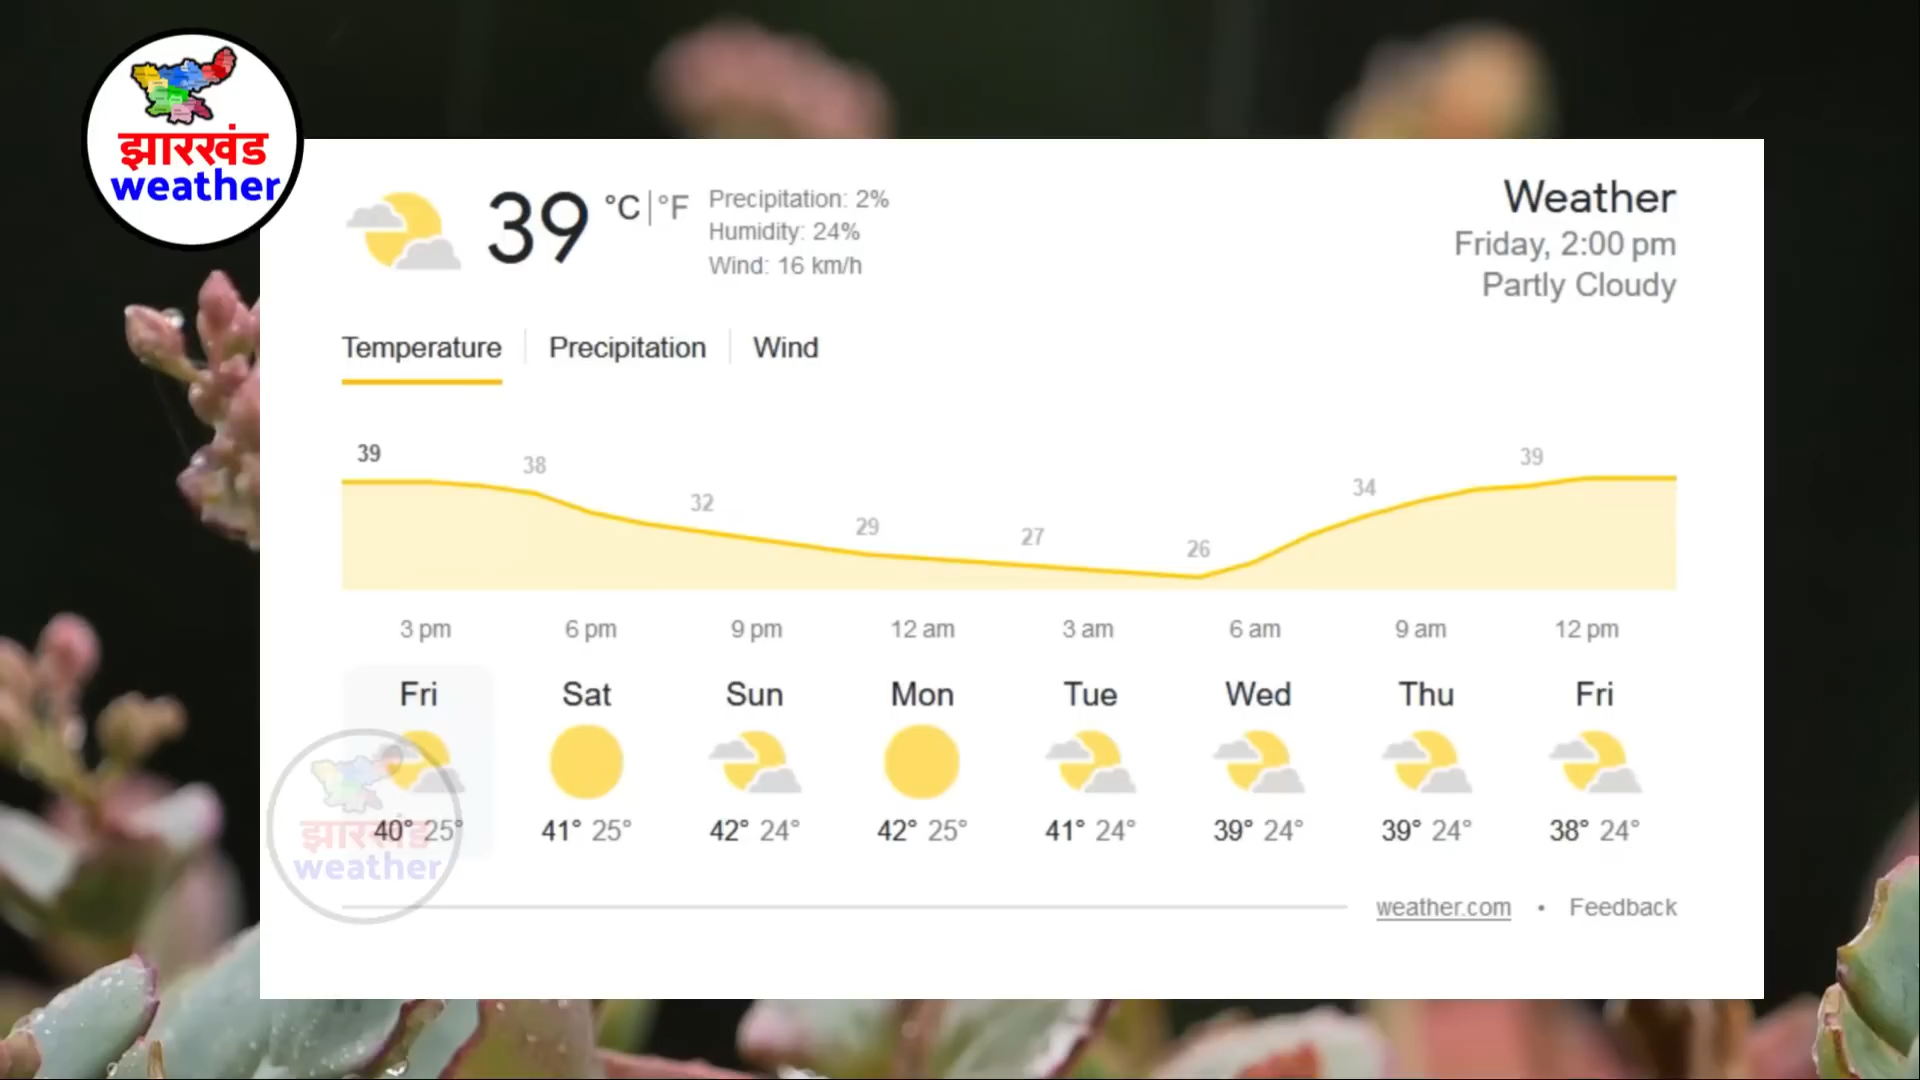 झारखंड
weather
39 °C | °F
Precipitation: 2%
Humidity: 24%
Wind: 16 km/h
Weather
Friday, 2:00 pm
Partly Cloudy
Temperature | Precipitation | Wind
39 38 32 29 27 26 34 39
3 pm 6 pm 9 pm 12 am 3 am 6 am 9 am 12 pm
Fri Sat Sun Mon Tue Wed Thu Fri
40° 25° 41° 25° 42° 24° 42° 25° 41° 24° 39° 24° 39° 24° 38° 24°
झारखंड
weather
weather.com • Feedback